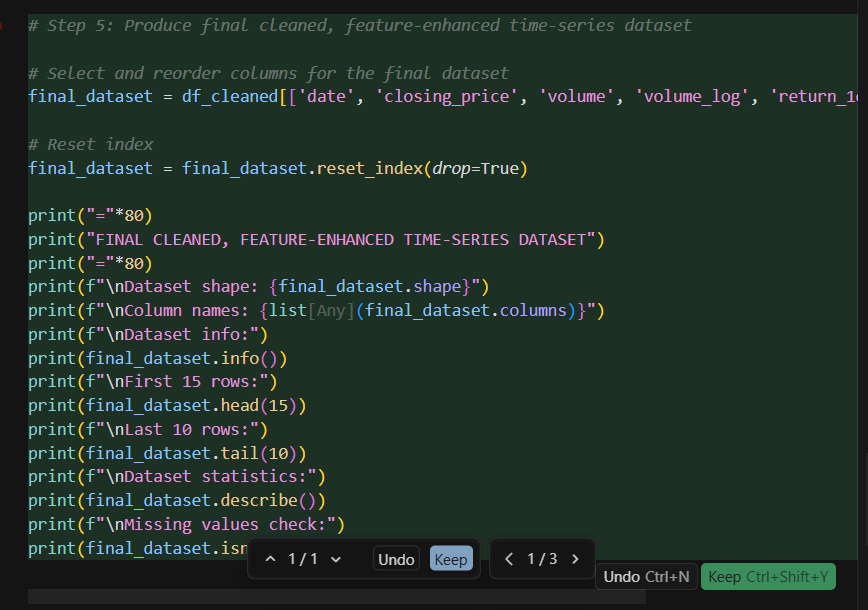 # Step 5: Produce final cleaned, feature-enhanced time-series dataset
# Select and reorder columns for the final dataset
final_dataset = df_cleaned[['date', 'closing_price', 'volume', 'volume_log', 'return_1
# Reset index
final_dataset = final_dataset.reset_index(drop=True)
print("="*80)
print("FINAL CLEANED, FEATURE-ENHANCED TIME-SERIES DATASET")
print("="*80)
print(f"\nDataset shape: {final_dataset.shape}")
print(f"\nColumn names: {list[Any](final_dataset.columns)}")
print(f"\nDataset info:")
print(final_dataset.info())
print(f"\nFirst 15 rows:")
print(final_dataset.head(15))
print(f"\nLast 10 rows:")
print(final_dataset.tail(10))
print(f"\nDataset statistics:")
print(final_dataset.describe())
print(f"\nMissing values check:")
print(final_dataset.isn
1/1 Undo Keep
1/3
Undo Ctrl+N Keep Ctrl+Shift+Y